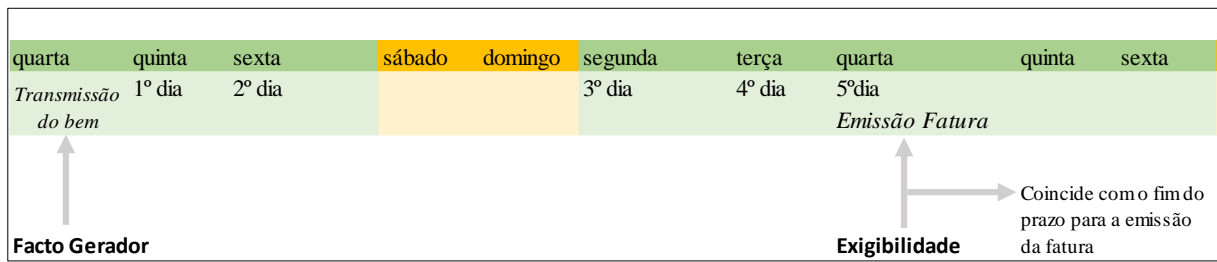 quarta quinta sexta sábado domingo segunda terça quarta quinta sexta
Transmissão 1º dia 2º dia 3º dia 4º dia 5ºdia
do bem Emissão Fatura
Coincide com o fim do
prazo para a emissão
Facto Gerador Exigibilidade da fatura